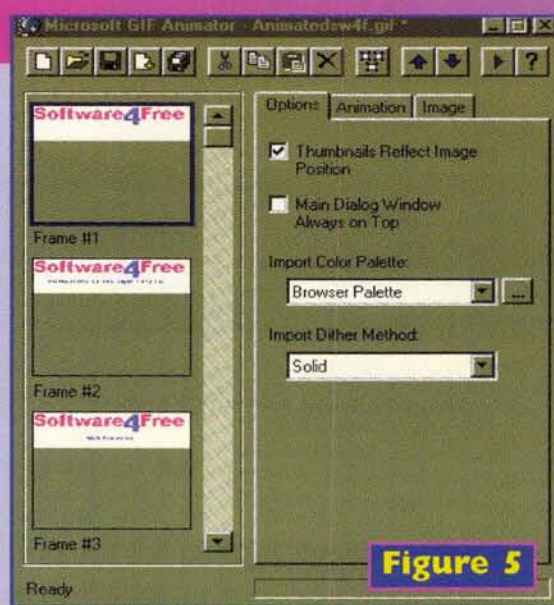 Microsoft GIF Animator - Animatedsw4f.gif *
Options Animation Image
Software4Free
Frame #1
Software4Free
Frame #2
Software4Free
Web Resources
Frame #3
Thumbnails Reflect Image
Position
Main Dialog Window
Always on Top
Import Color Palette:
Browser Palette
...
Import Dither Method:
Solid
Ready
Figure 5